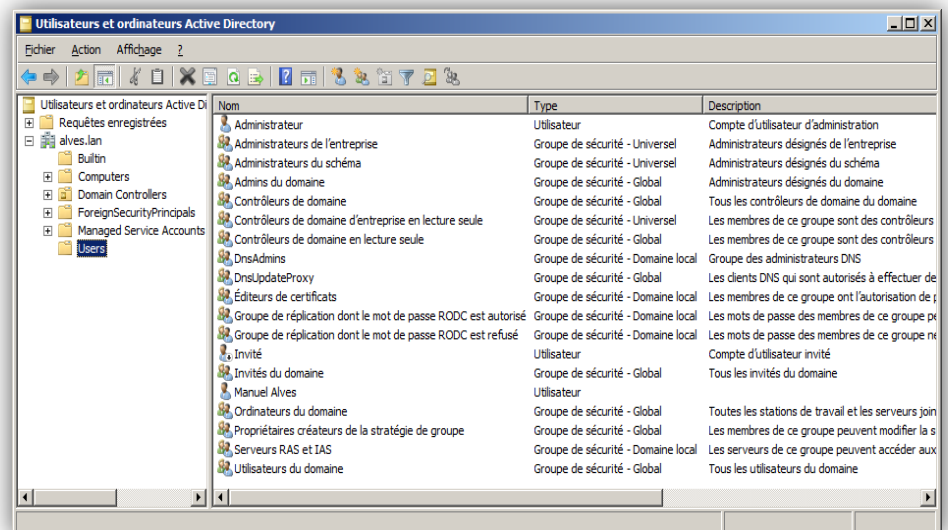 Utilisateurs et ordinateurs Active Directory
Fichier Action Affichage ?
Utilisateurs et ordinateurs Active Di
Requêtes enregistrées
alves.lan
Builtin
Computers
Domain Controllers
ForeignSecurityPrincipals
Managed Service Accounts
Users
Nom Type Description
Administrateur Utilisateur Compte d'utilisateur d'administration
Administrateurs de l'entreprise Groupe de sécurité - Universel Administrateurs désignés de l'entreprise
Administrateurs du schéma Groupe de sécurité - Universel Administrateurs désignés du schéma
Admins du domaine Groupe de sécurité - Global Administrateurs désignés du domaine
Contrôleurs de domaine Groupe de sécurité - Global Tous les contrôleurs de domaine du domaine
Contrôleurs de domaine d'entreprise en lecture seule Groupe de sécurité - Universel Les membres de ce groupe sont des contrôleurs
Contrôleurs de domaine en lecture seule Groupe de sécurité - Global Les membres de ce groupe sont des contrôleurs
DnsAdmins Groupe de sécurité - Domaine local Groupe des administrateurs DNS
DnsUpdateProxy Groupe de sécurité - Global Les clients DNS qui sont autorisés à effectuer de
Éditeurs de certificats Groupe de sécurité - Domaine local Les membres de ce groupe ont l'autorisation de p
Groupe de réplication dont le mot de passe RODC est autorisé Groupe de sécurité - Domaine local Les mots de passe des membres de ce groupe pe
Groupe de réplication dont le mot de passe RODC est refusé Groupe de sécurité - Domaine local Les mots de passe des membres de ce groupe ne
Invité Utilisateur Compte d'utilisateur invité
Invités du domaine Groupe de sécurité - Global Tous les invités du domaine
Manuel Alves Utilisateur
Ordinateurs du domaine Groupe de sécurité - Global Toutes les stations de travail et les serveurs join
Propriétaires créateurs de la stratégie de groupe Groupe de sécurité - Global Les membres de ce groupe peuvent modifier la s
Serveurs RAS et IAS Groupe de sécurité - Domaine local Les serveurs de ce groupe peuvent accéder aux
Utilisateurs du domaine Groupe de sécurité - Global Tous les utilisateurs du domaine